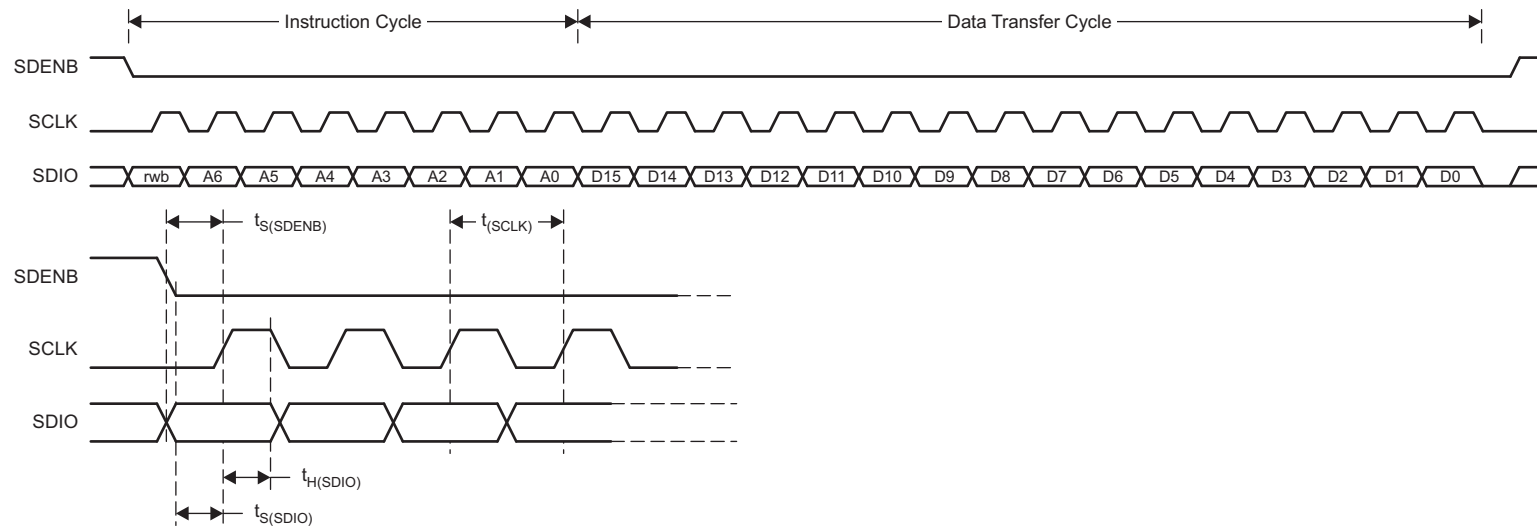 Instruction Cycle Data Transfer Cycle
SDENB
SCLK
SDIO rwb A6 A5 A4 A3 A2 A1 A0 D15 D14 D13 D12 D11 D10 D9 D8 D7 D6 D5 D4 D3 D2 D1 D0
tS(SDENB) t(SCLK)
SDENB
SCLK
SDIO
tH(SDIO)
tS(SDIO)